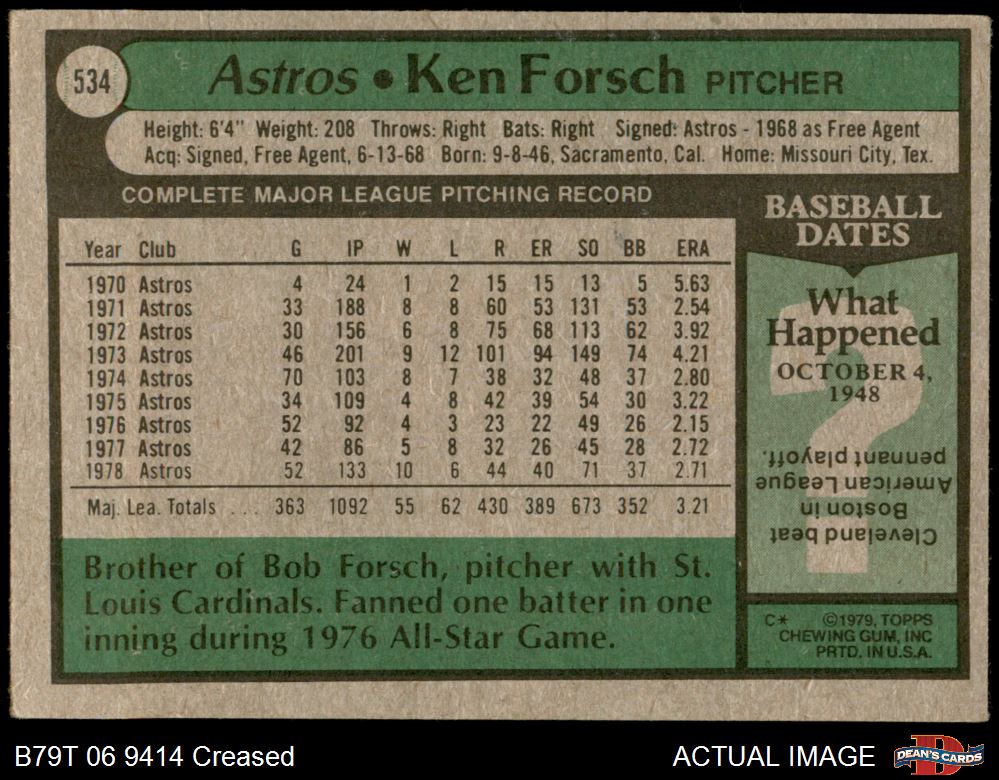 534
Astros • Ken Forsch PITCHER
Height: 6'4" Weight: 208 Throws: Right Bats: Right Signed: Astros - 1968 as Free Agent
Acq: Signed, Free Agent, 6-13-68 Born: 9-8-46, Sacramento, Cal. Home: Missouri City, Tex.
COMPLETE MAJOR LEAGUE PITCHING RECORD
Year Club G IP W L R ER SO BB ERA
1970 Astros 4 24 1 2 15 15 13 5 5.63
1971 Astros 33 188 8 8 60 53 131 53 2.54
1972 Astros 30 156 6 8 75 68 113 62 3.92
1973 Astros 46 201 9 12 101 94 149 74 4.21
1974 Astros 70 103 8 7 38 32 48 37 2.80
1975 Astros 34 109 4 8 42 39 54 30 3.22
1976 Astros 52 92 4 3 23 22 49 26 2.15
1977 Astros 42 86 5 8 32 26 45 28 2.72
1978 Astros 52 133 10 6 44 40 71 37 2.71
Maj. Lea. Totals ... 363 1092 55 62 430 389 673 352 3.21
Brother of Bob Forsch, pitcher with St.
Louis Cardinals. Fanned one batter in one
inning during 1976 All-Star Game.
BASEBALL
DATES
What
Happened
OCTOBER 4,
1948
Cleveland beat
Boston in
American League
pennant playoff.
C* ©1979, TOPPS
CHEWING GUM, INC
PRTD. IN U.S.A.
B79T 06 9414 Creased
ACTUAL IMAGE
DEAN'S CARDS